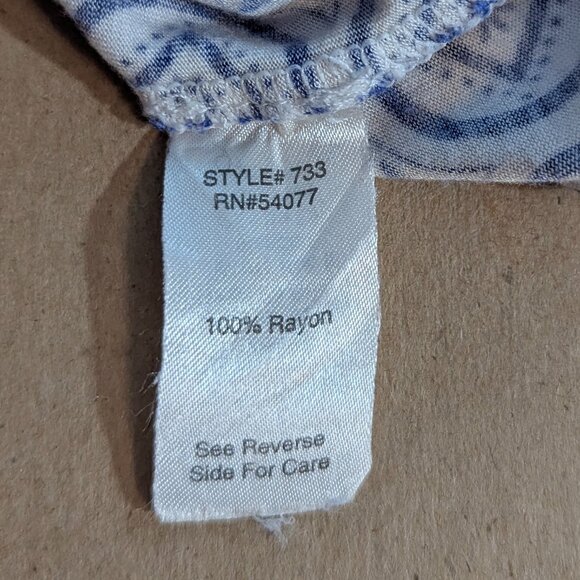 STYLE# 733
RN#54077
100% Rayon
See Reverse
Side For Care